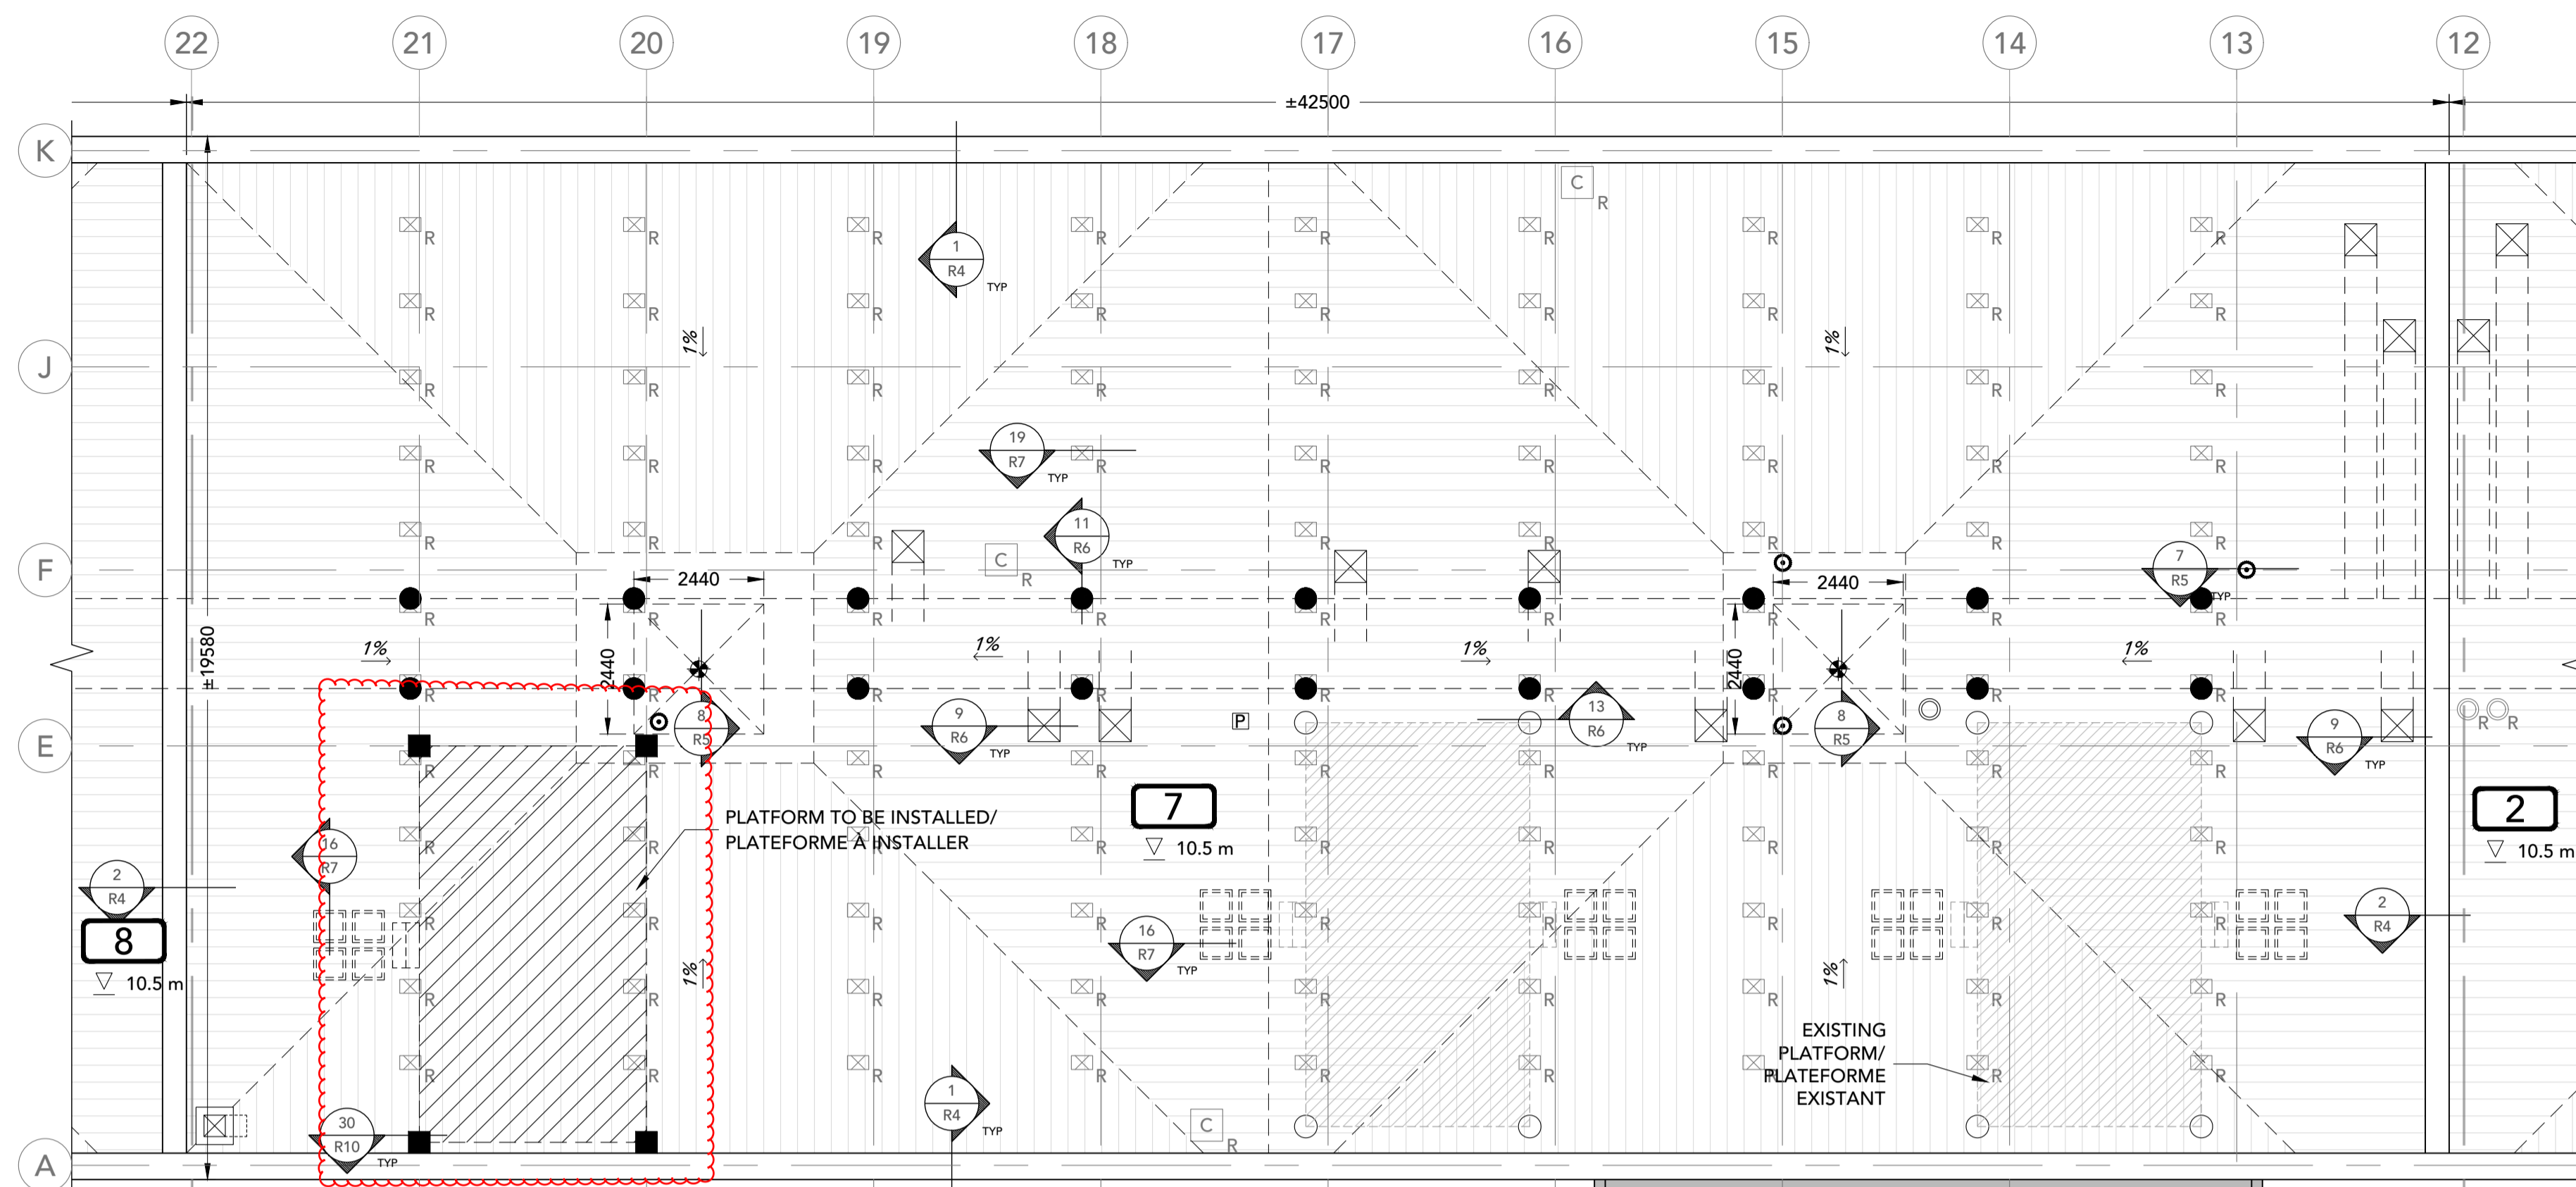 22 21 20 19 18 17 16 15 14 13 12
±42500
K
C
R
R R R R R R R R R
1
R4
TYP
R R R R R R R R R
1% 1%
J
R R R R R R R R R
19
R7
TYP
R R R R R R R R R
11
R6
TYP
R R R R R R R R R
F
C
R
7
R5
TYP
2440 2440
R R R R R R R R R
±19580
1% 1% 1% 1%
2440 2440
R R R R R R R R R
8
R5
9
R6
TYP
P
13
R6
TYP
8
R5
9
R6
TYP
R R
E
R R R R R R R R R
7
10.5 m
2
10.5 m
PLATFORM TO BE INSTALLED/
PLATEFORME À INSTALLER
R R R R R R R R R
16
R7
2
R4
8
10.5 m
R R R R R R R R R
16
R7
TYP
2
R4
1% 1%
R R R R R R R R R
EXISTING
PLATFORM/
PLATEFORME
EXISTANT
R R R R R R R R R
30
R10
TYP
1
R4
TYP
C
R
A